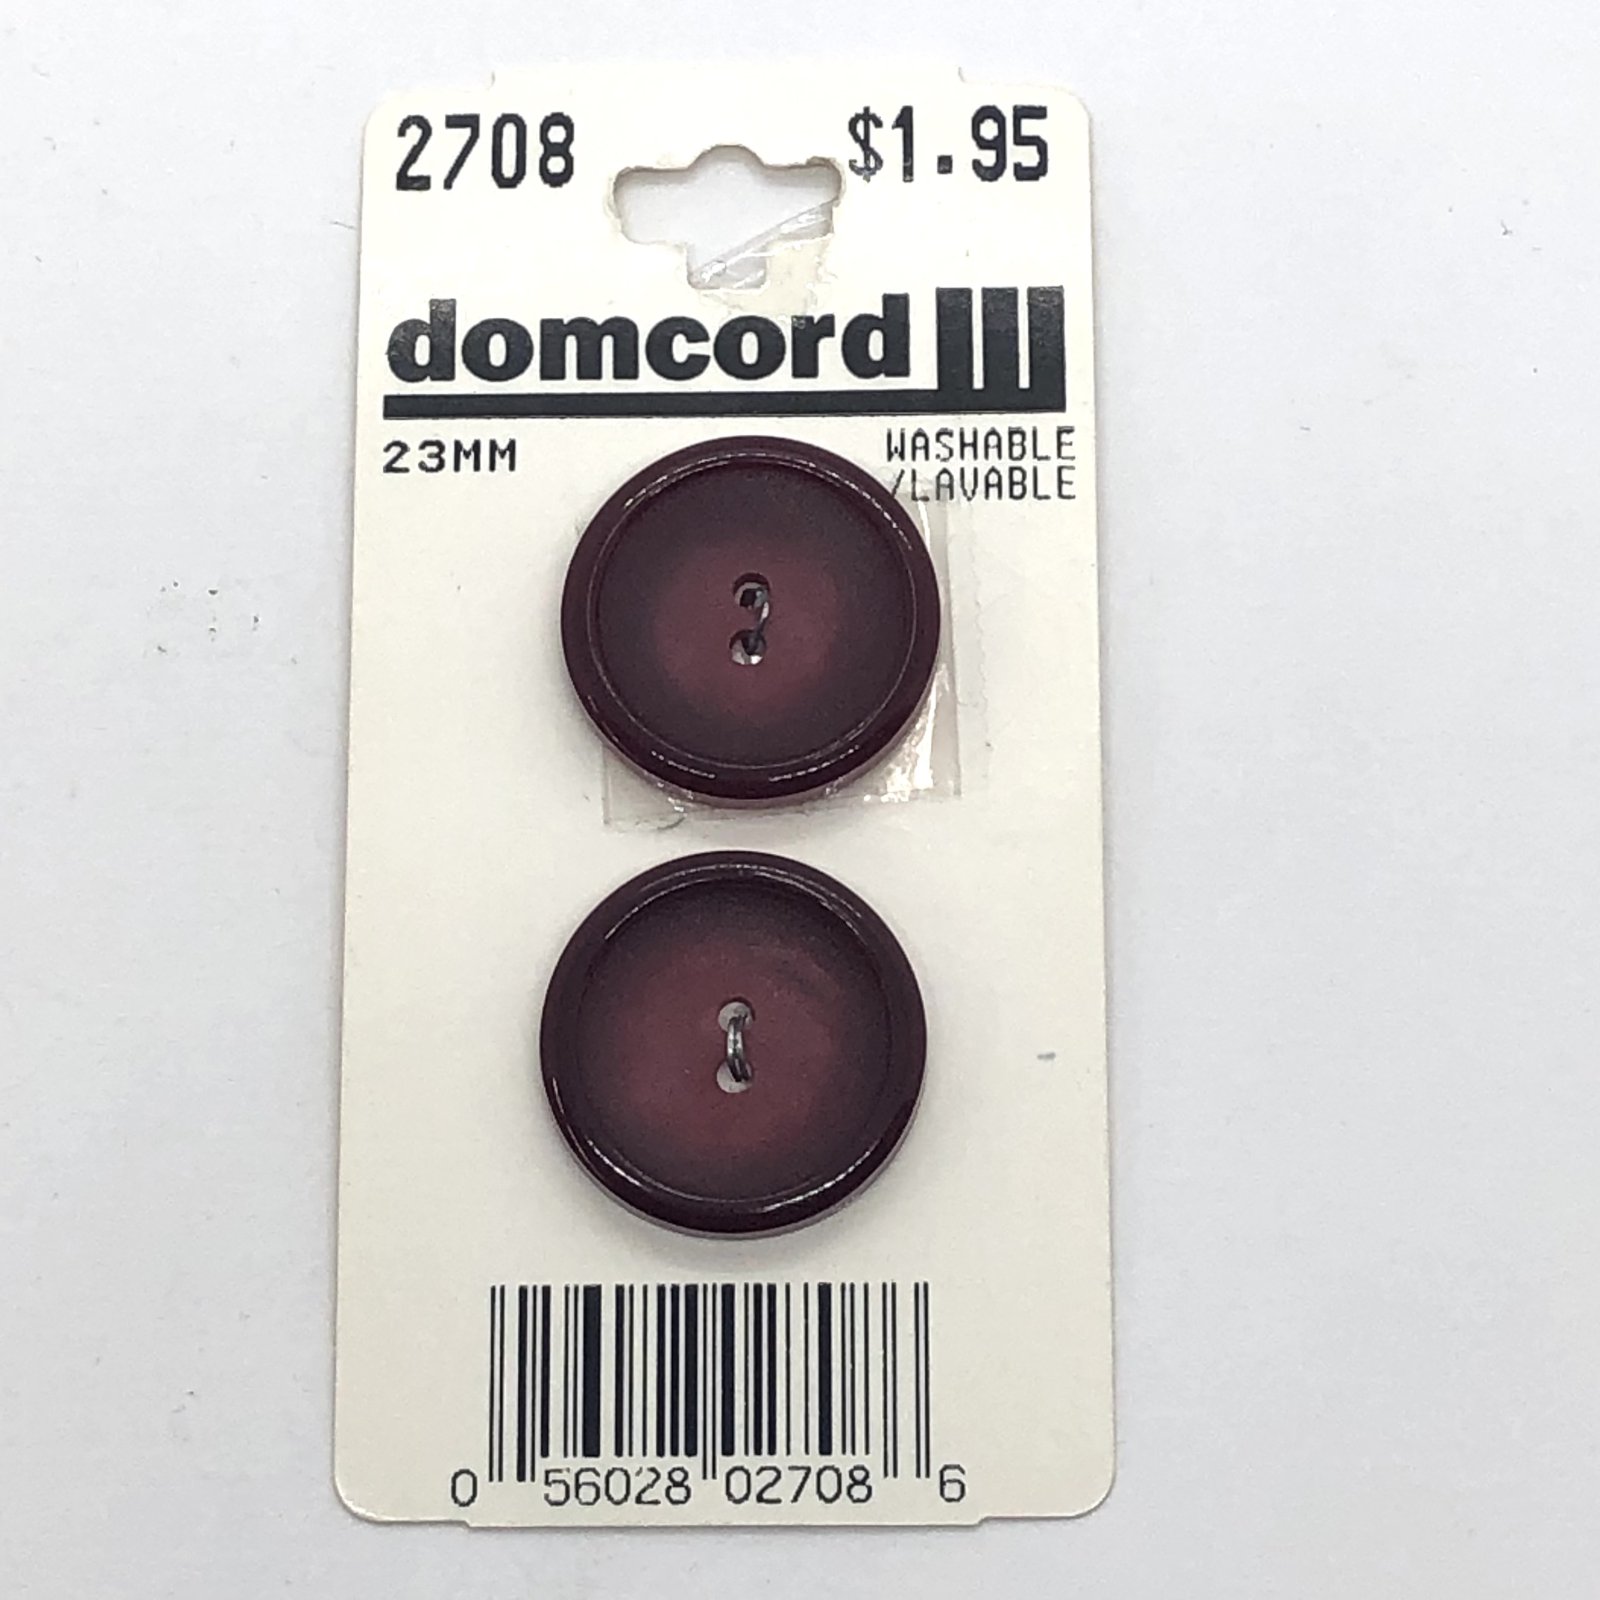 2708 $1.95
domcord
23MM WASHABLE
/LAVABLE
0 56028 02708 6